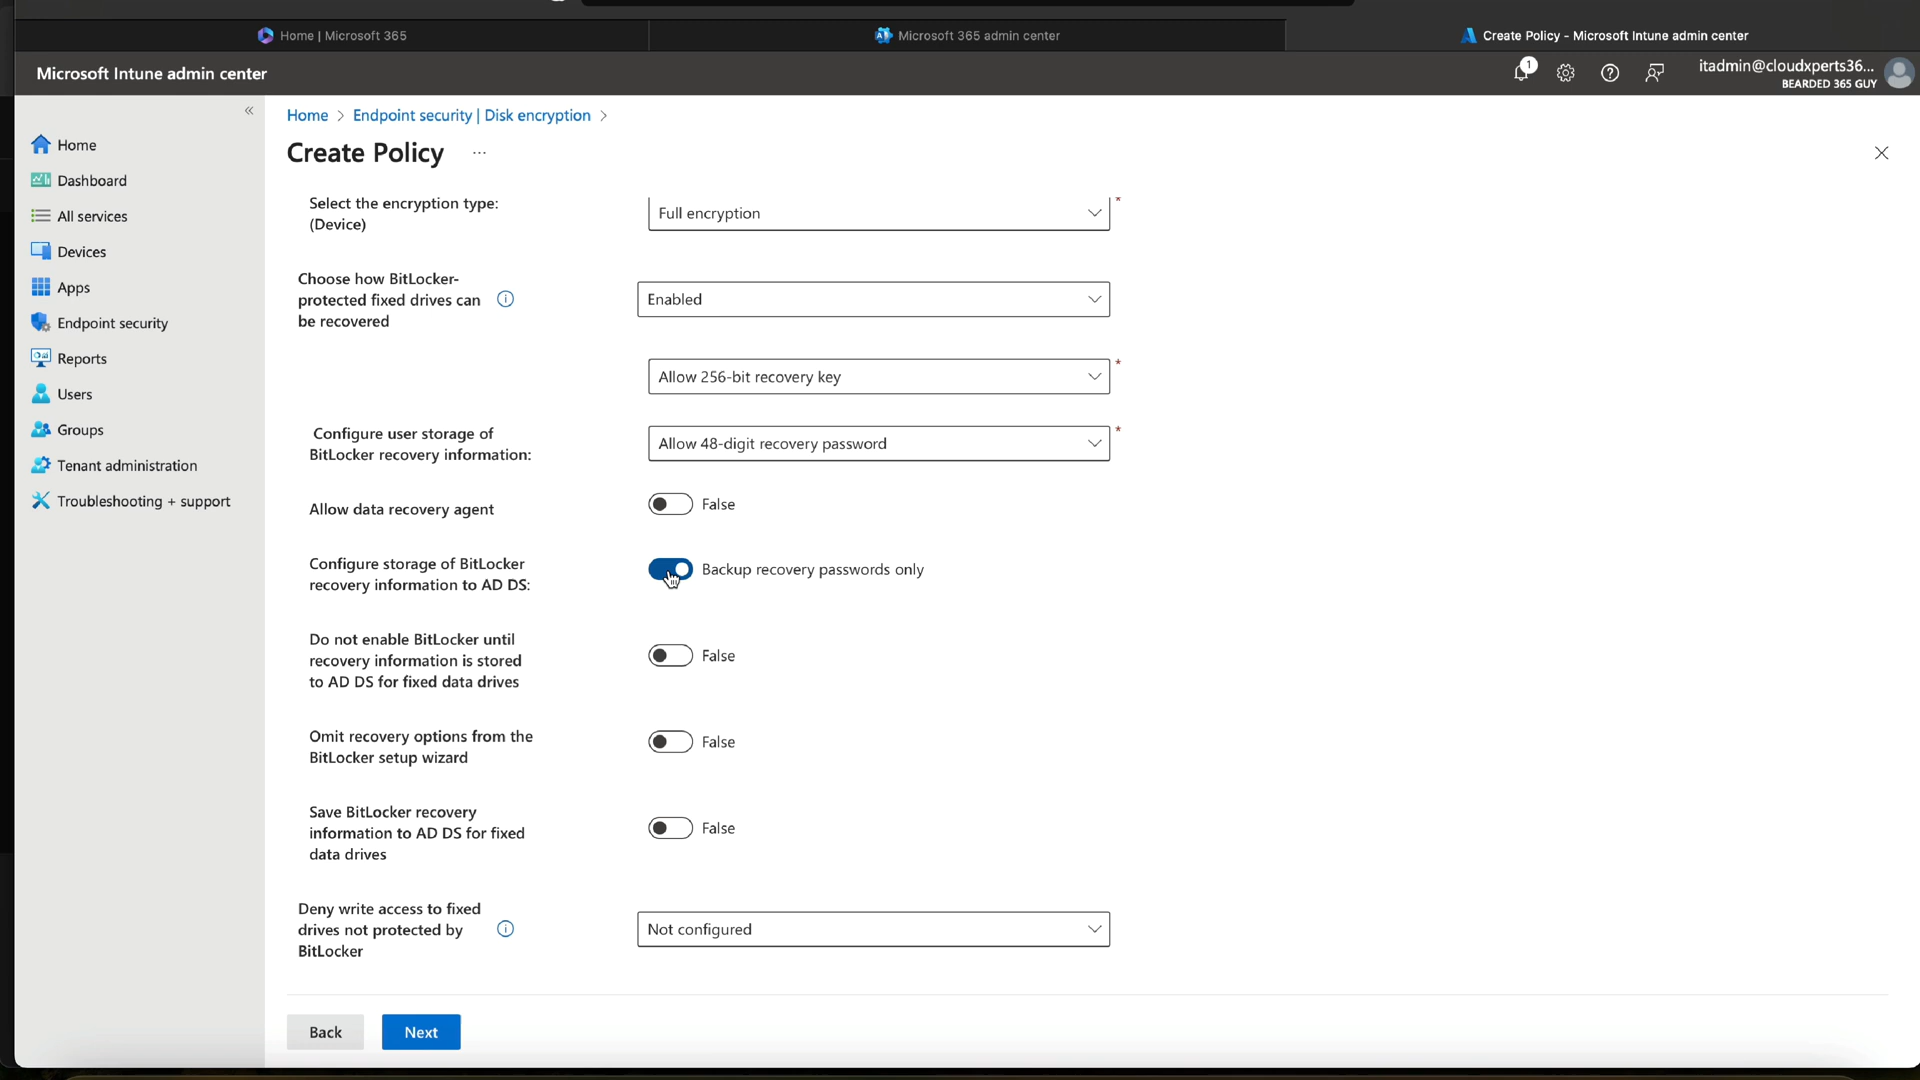 Home | Microsoft 365
Microsoft 365 admin center
Create Policy - Microsoft Intune admin center
Microsoft Intune admin center
1
itadmin@cloudxperts36...
BEARDED 365 GUY
Home
Dashboard
All services
Devices
Apps
Endpoint security
Reports
Users
Groups
Tenant administration
Troubleshooting + support
Home > Endpoint security | Disk encryption >
Create Policy ...
Select the encryption type:
(Device)
Full encryption
*
Choose how BitLocker-
protected fixed drives can
be recovered
Enabled
Allow 256-bit recovery key
*
Configure user storage of
BitLocker recovery information:
Allow 48-digit recovery password
*
Allow data recovery agent
False
Configure storage of BitLocker
recovery information to AD DS:
Backup recovery passwords only
Do not enable BitLocker until
recovery information is stored
to AD DS for fixed data drives
False
Omit recovery options from the
BitLocker setup wizard
False
Save BitLocker recovery
information to AD DS for fixed
data drives
False
Deny write access to fixed
drives not protected by
BitLocker
Not configured
Back
Next